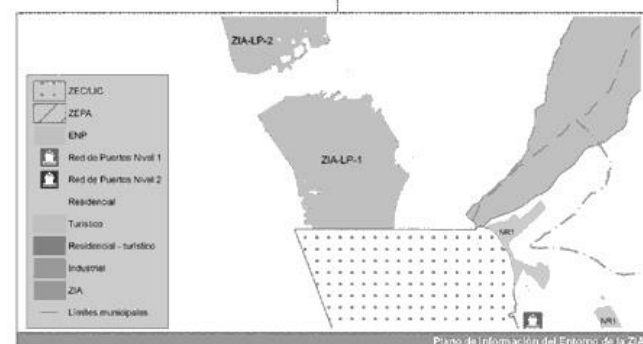 ZIA-LP-2
ZEC/LIC
ZEPA
ENP
Red de Puertos Nivel 1
Red de Puertos Nivel 2
Residencial
Turístico
Residencial - turístico
Industrial
ZIA
Límites municipales
ZIA-LP-1
NR1
NR1
Plano de Información del Entorno de la ZIA